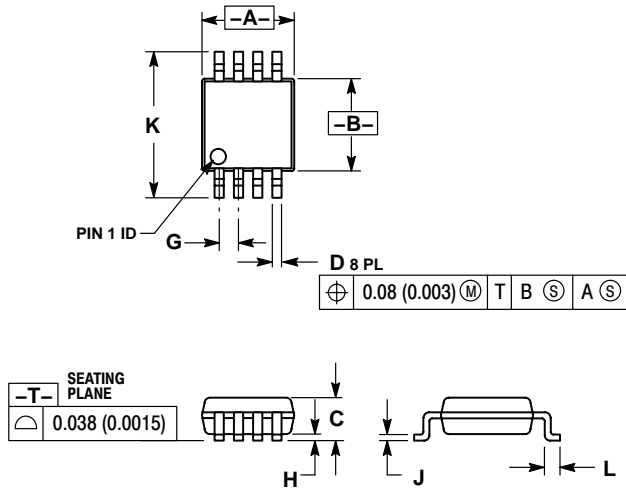 –A–
K
–B–
PIN 1 ID
G
D 8 PL
⌖ 0.08 (0.003) Ⓜ T B Ⓢ A Ⓢ
–T– SEATING
PLANE
⌓ 0.038 (0.0015)
C
H
J
L